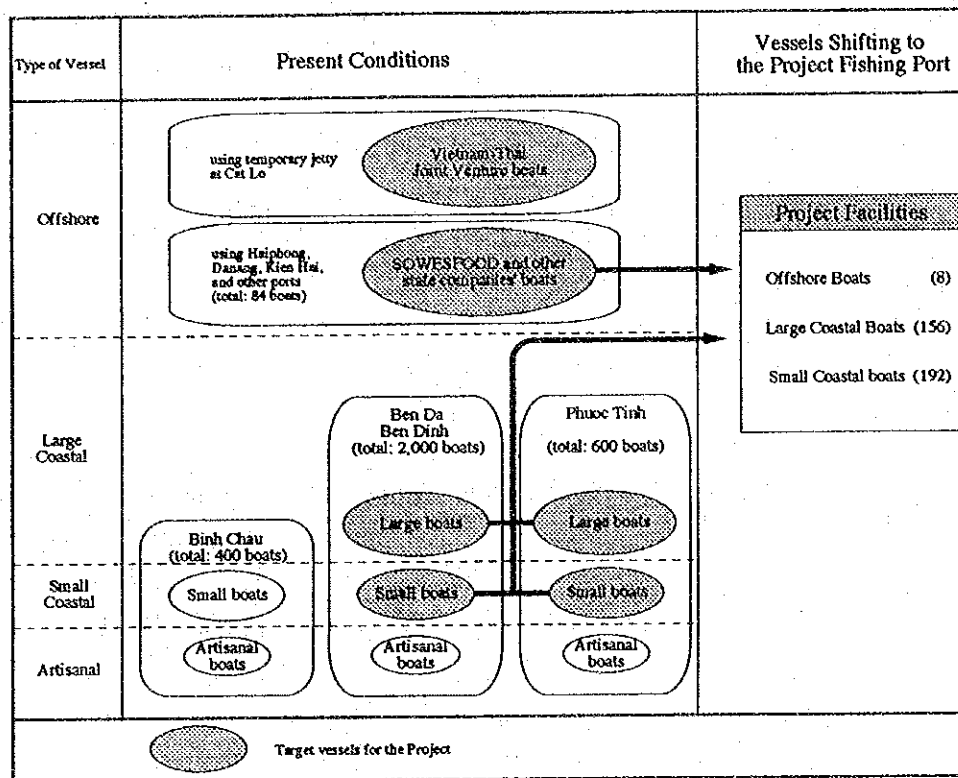 Type of Vessel
Present Conditions
Vessels Shifting to
the Project Fishing Port
Offshore
using temporary jetty
at Cat Lo
Vietnam-Thai
Joint Venture boats
using Haiphong,
Danang, Kien Hai,
and other ports
(total: 84 boats)
SOWESFOOD and other
state companies' boats
Project Facilities
Offshore Boats (8)
Large Coastal Boats (156)
Small Coastal boats (192)
Large
Coastal
Ben Da
Ben Dinh
(total: 2,000 boats)
Phuoc Tinh
(total: 600 boats)
Large boats
Large boats
Binh Chau
(total: 400 boats)
Small
Coastal
Small boats
Small boats
Small boats
Artisanal
Artisanal
boats
Artisanal
boats
Artisanal
boats
Target vessels for the Project